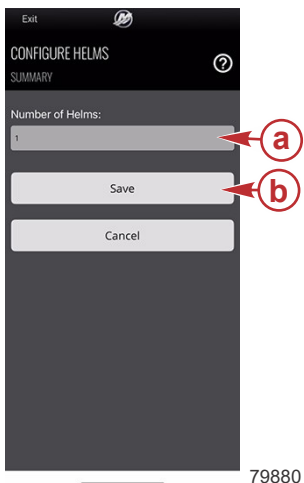 Exit
CONFIGURE HELMS
?
SUMMARY
Number of Helms:
1
a
Save
b
Cancel
79880